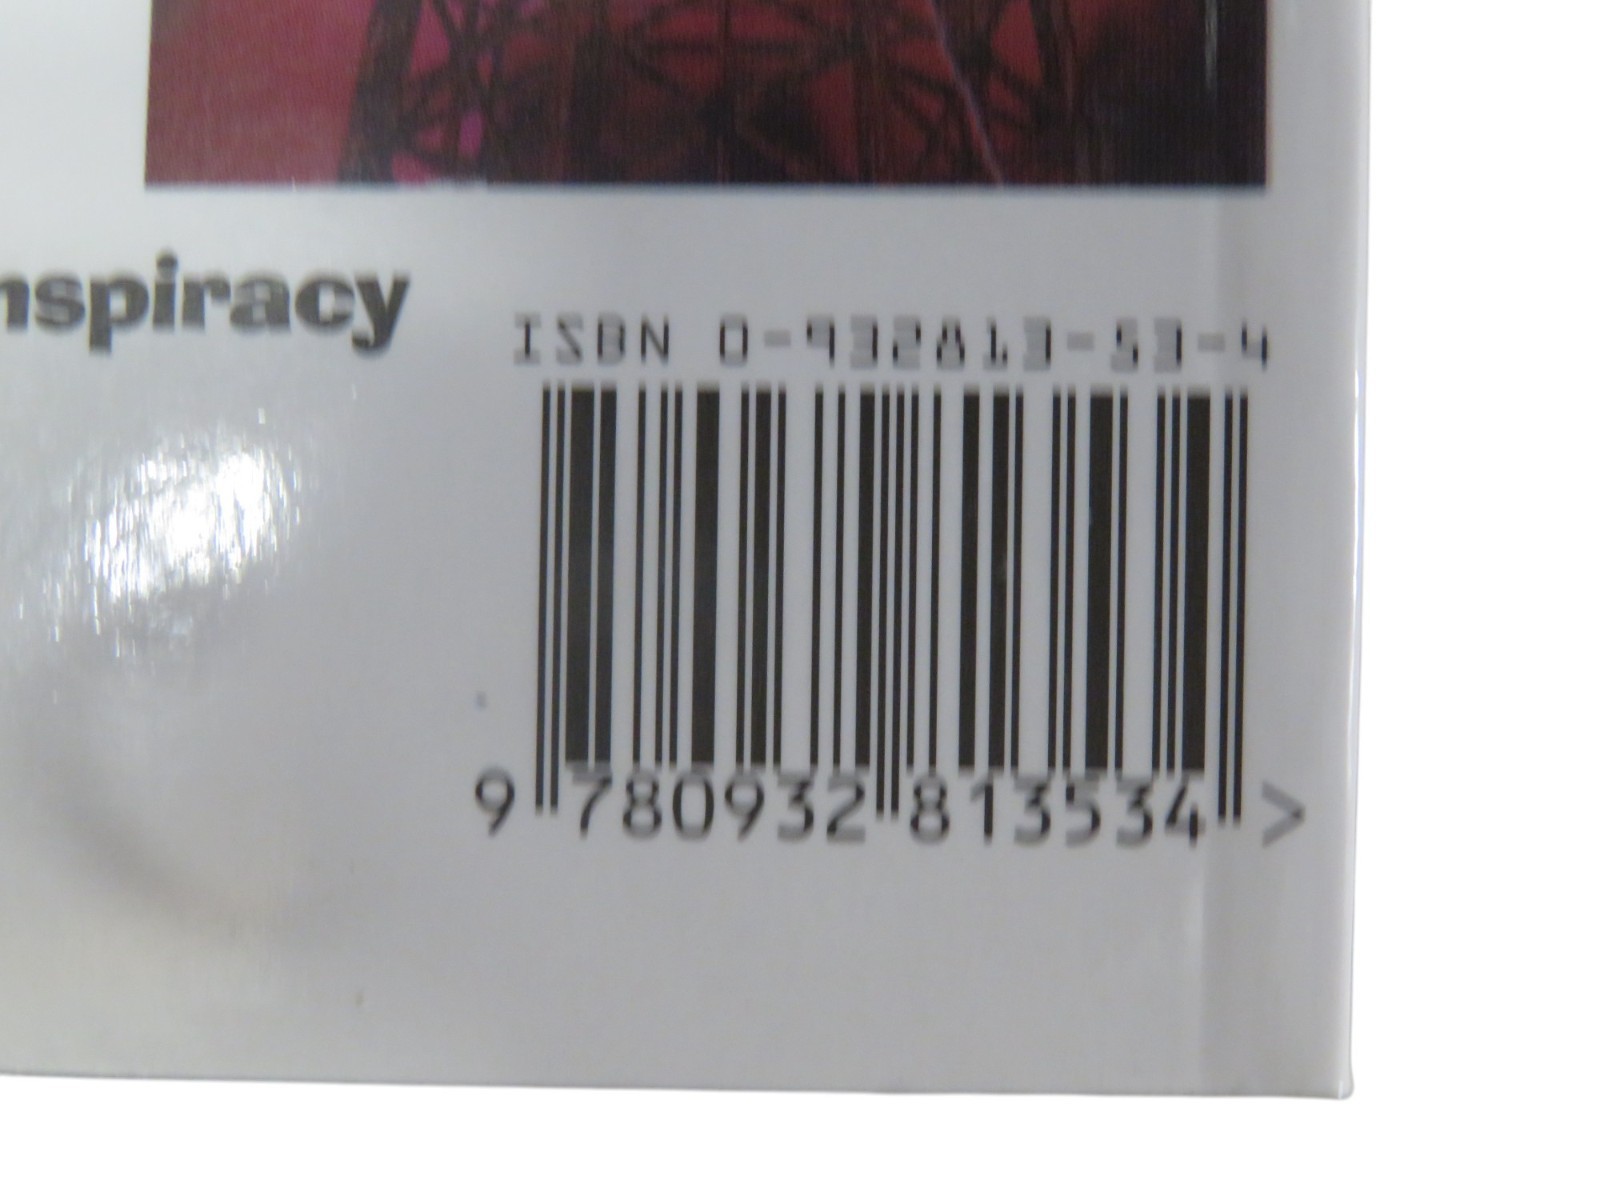 nspiracy
ISBN 0-932813-53-4
9 780932 813534 >